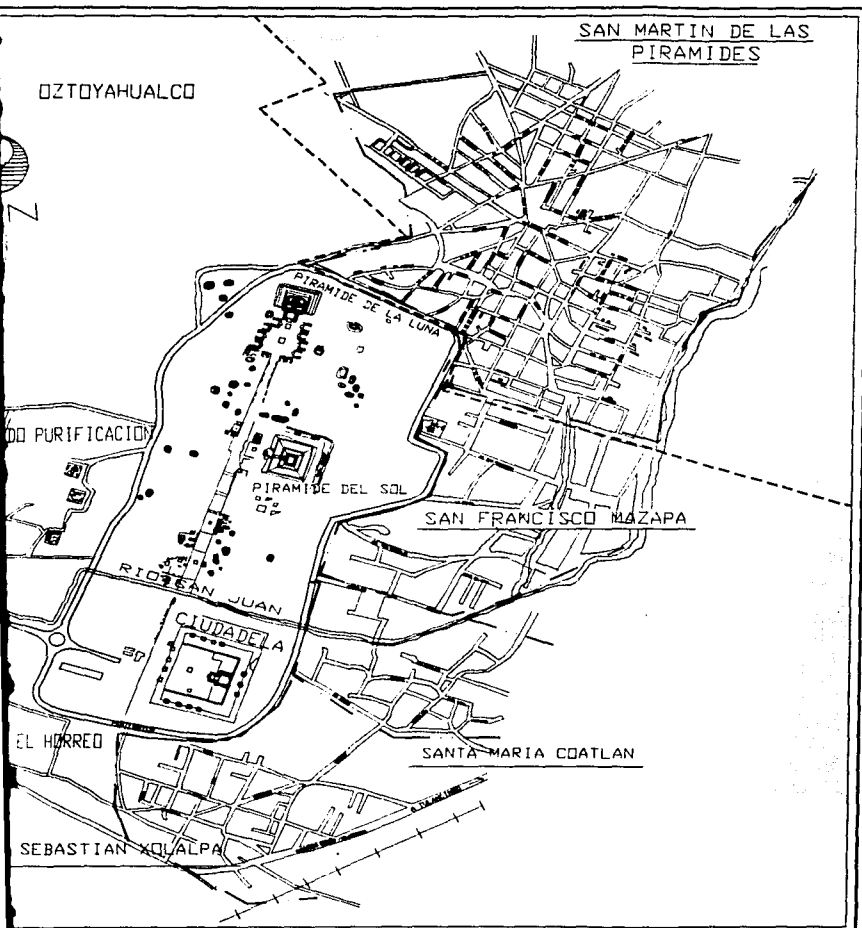 SAN MARTIN DE LAS
PIRAMIDES
OZTOYAHUALCO
Z
PIRAMIDE DE LA LUNA
DO PURIFICACION
PIRAMIDE DEL SOL
SAN FRANCISCO MAZAPA
RIO SAN JUAN
CIUDADELA
EL HORREO
SANTA MARIA COATLAN
SEBASTIAN XOLALPA